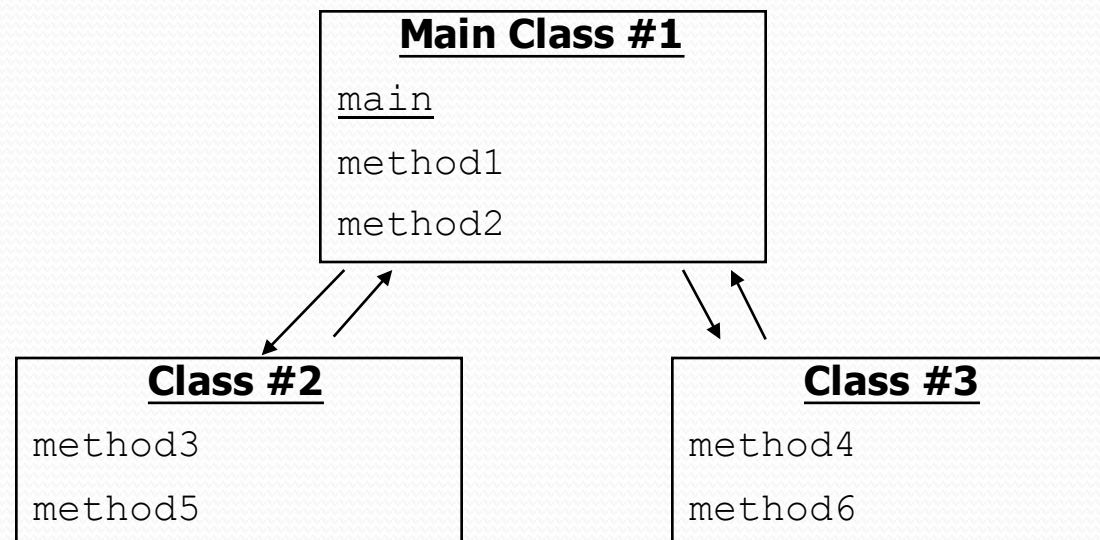 Main Class #1
main
method1
method2
Class #2
method3
method5
Class #3
method4
method6